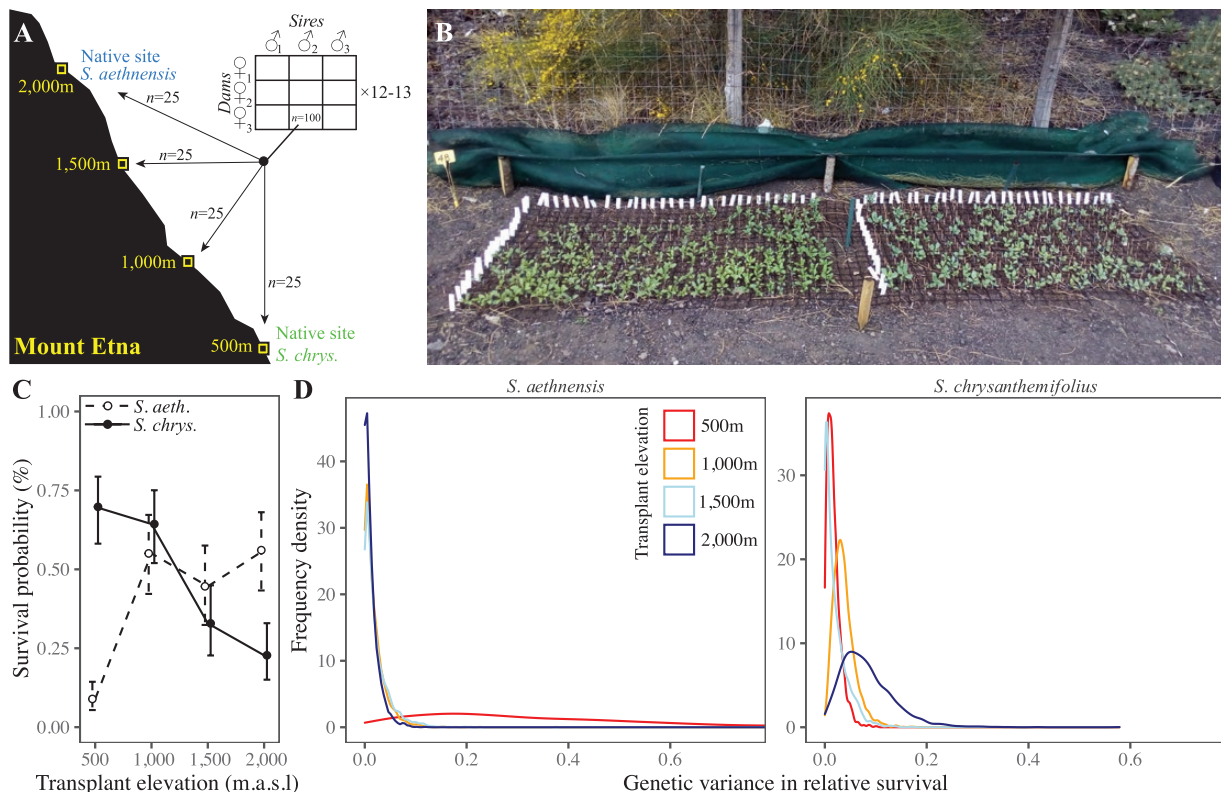 A
Sires
♂1 ♂2 ♂3
Dams
♀1
♀2
♀3
n=100
×12-13
Native site
S. aethnensis
2,000m
n=25
1,500m
n=25
n=25
1,000m
n=25
Native site
S. chrys.
500m
Mount Etna
B
C
S. aeth.
S. chrys.
Survival probability (%)
1.00
0.75
0.50
0.25
0.00
500 1,000 1,500 2,000
Transplant elevation (m.a.s.l)
D
S. aethnensis
S. chrysanthemifolius
Transplant elevation
500m
1,000m
1,500m
2,000m
Frequency density
40
30
20
10
0
0.0 0.2 0.4 0.6
30
20
10
0
0.0 0.2 0.4 0.6
Genetic variance in relative survival